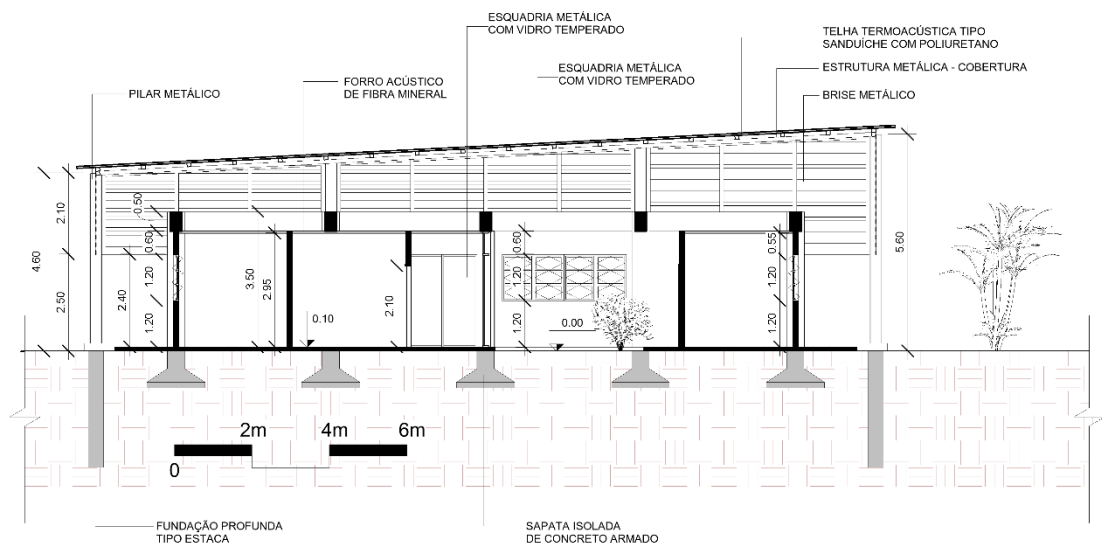 ESQUADRIA METÁLICA
COM VIDRO TEMPERADO
TELHA TERMOACÚSTICA TIPO
SANDUÍCHE COM POLIURETANO
ESQUADRIA METÁLICA
COM VIDRO TEMPERADO
ESTRUTURA METÁLICA - COBERTURA
FORRO ACÚSTICO
DE FIBRA MINERAL
PILAR METÁLICO
BRISE METÁLICO
2.10
0.50
4.60
2.50
2.40
0.60
1.20
1.20
3.50
2.95
0.10
2.10
0.60
1.20
1.20
0.00
0.55
1.20
1.20
5.60
2m
4m
6m
0
FUNDAÇÃO PROFUNDA
TIPO ESTACA
SAPATA ISOLADA
DE CONCRETO ARMADO